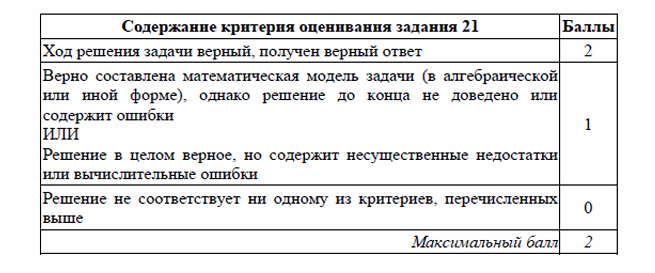 Содержание критерия оценивания задания 21 Баллы
Ход решения задачи верный, получен верный ответ 2
Верно составлена математическая модель задачи (в алгебраической
или иной форме), однако решение до конца не доведено или
содержит ошибки
ИЛИ
Решение в целом верное, но содержит несущественные недостатки
или вычислительные ошибки
1
Решение не соответствует ни одному из критериев, перечисленных
выше
0
Максимальный балл 2